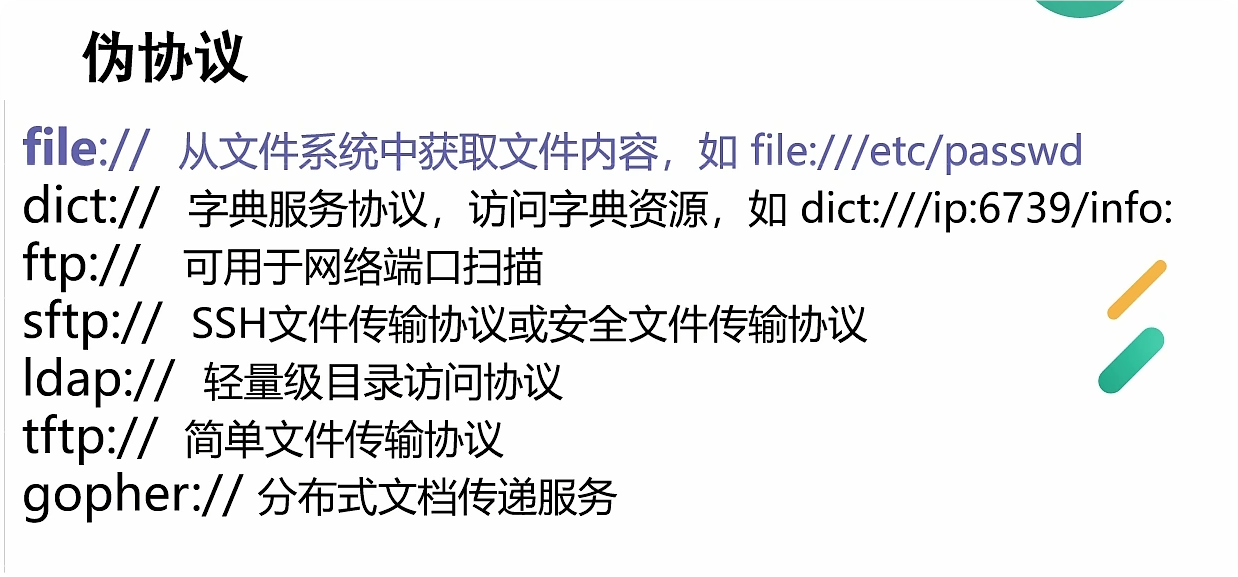 伪协议
file:// 从文件系统中获取文件内容，如 file:///etc/passwd
dict:// 字典服务协议，访问字典资源，如 dict:///ip:6739/info:
ftp:// 可用于网络端口扫描
sftp:// SSH文件传输协议或安全文件传输协议
ldap:// 轻量级目录访问协议
tftp:// 简单文件传输协议
gopher:// 分布式文档传递服务